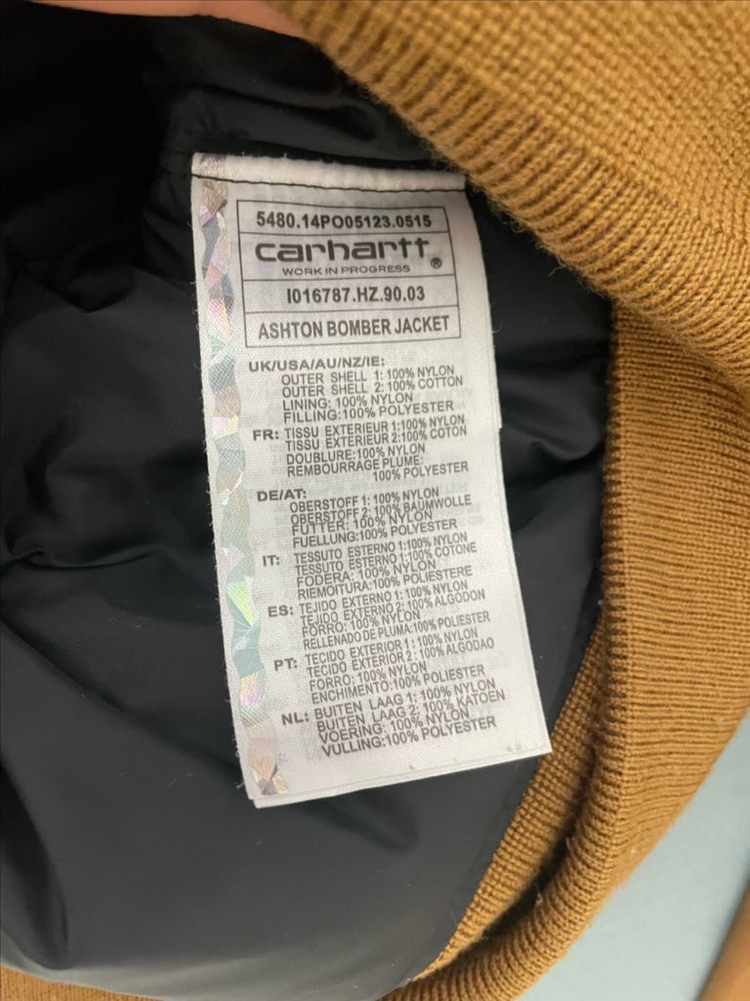 5480.14PO05123.0515
carhartt®
WORK IN PROGRESS
I016787.HZ.90.03
ASHTON BOMBER JACKET
UK/USA/AU/NZ/IE:
OUTER SHELL 1: 100% NYLON
OUTER SHELL 2: 100% COTTON
LINING: 100% NYLON
FILLING:100% POLYESTER
FR: TISSU EXTERIEUR 1:100% NYLON
TISSU EXTERIEUR 2:100% COTON
DOUBLURE:100% NYLON
REMBOURRAGE PLUME:
100% POLYESTER
DE/AT:
OBERSTOFF 1: 100% NYLON
OBERSTOFF 2: 100% BAUMWOLLE
FUTTER: 100% NYLON
FUELLUNG:100% POLYESTER
IT: TESSUTO ESTERNO 1:100% NYLON
TESSUTO ESTERNO 1:100% COTONE
FODERA: 100% NYLON
RIEMOITURA:100% POLIESTERE
ES: TEJIDO EXTERNO 1: 100% NYLON
TEJIDO EXTERNO 2: 100% ALGODON
FORRO: 100% NYLON
RELLENADO DE PLUMA:100% POLIESTER
PT: TECIDO EXTERIOR 1 : 100% NYLON
TECIDO EXTERIOR 2 : 100% ALGODAO
FORRO: 100% NYLON
ENCHIMENTO:100% POLIESTER
NL: BUITEN LAAG 1: 100% NYLON
BUITEN LAAG 2: 100% KATOEN
VOERING: 100% NYLON
VULLING:100% POLYESTER